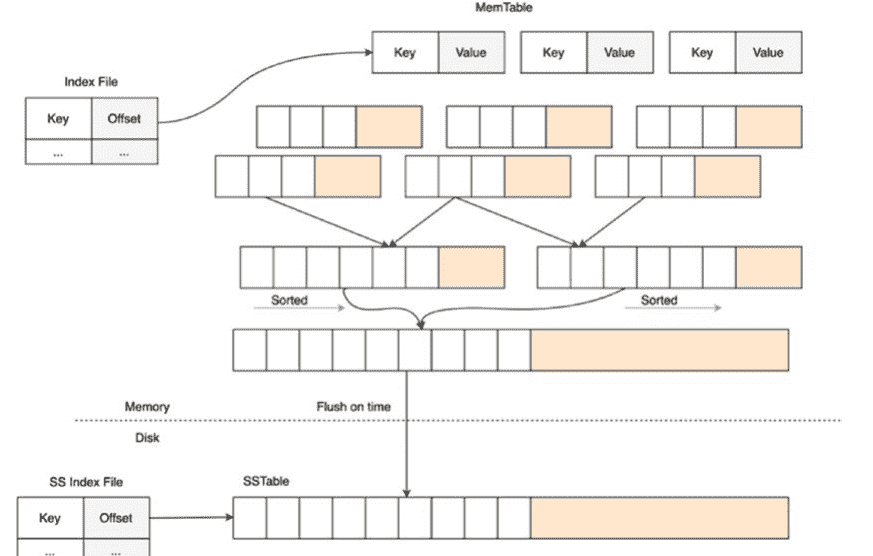 MemTable
Key Value Key Value Key Value
Index File
Key Offset
... ...
Sorted Sorted
Memory Flush on time
Disk
SS Index File SSTable
Key Offset
... ...